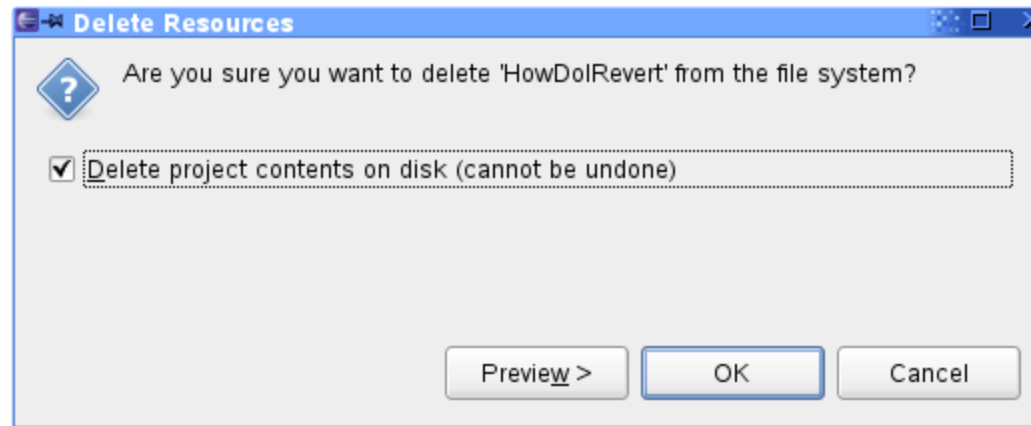 Delete Resources
Are you sure you want to delete 'HowDoIRevert' from the file system?
Delete project contents on disk (cannot be undone)
Preview > OK Cancel